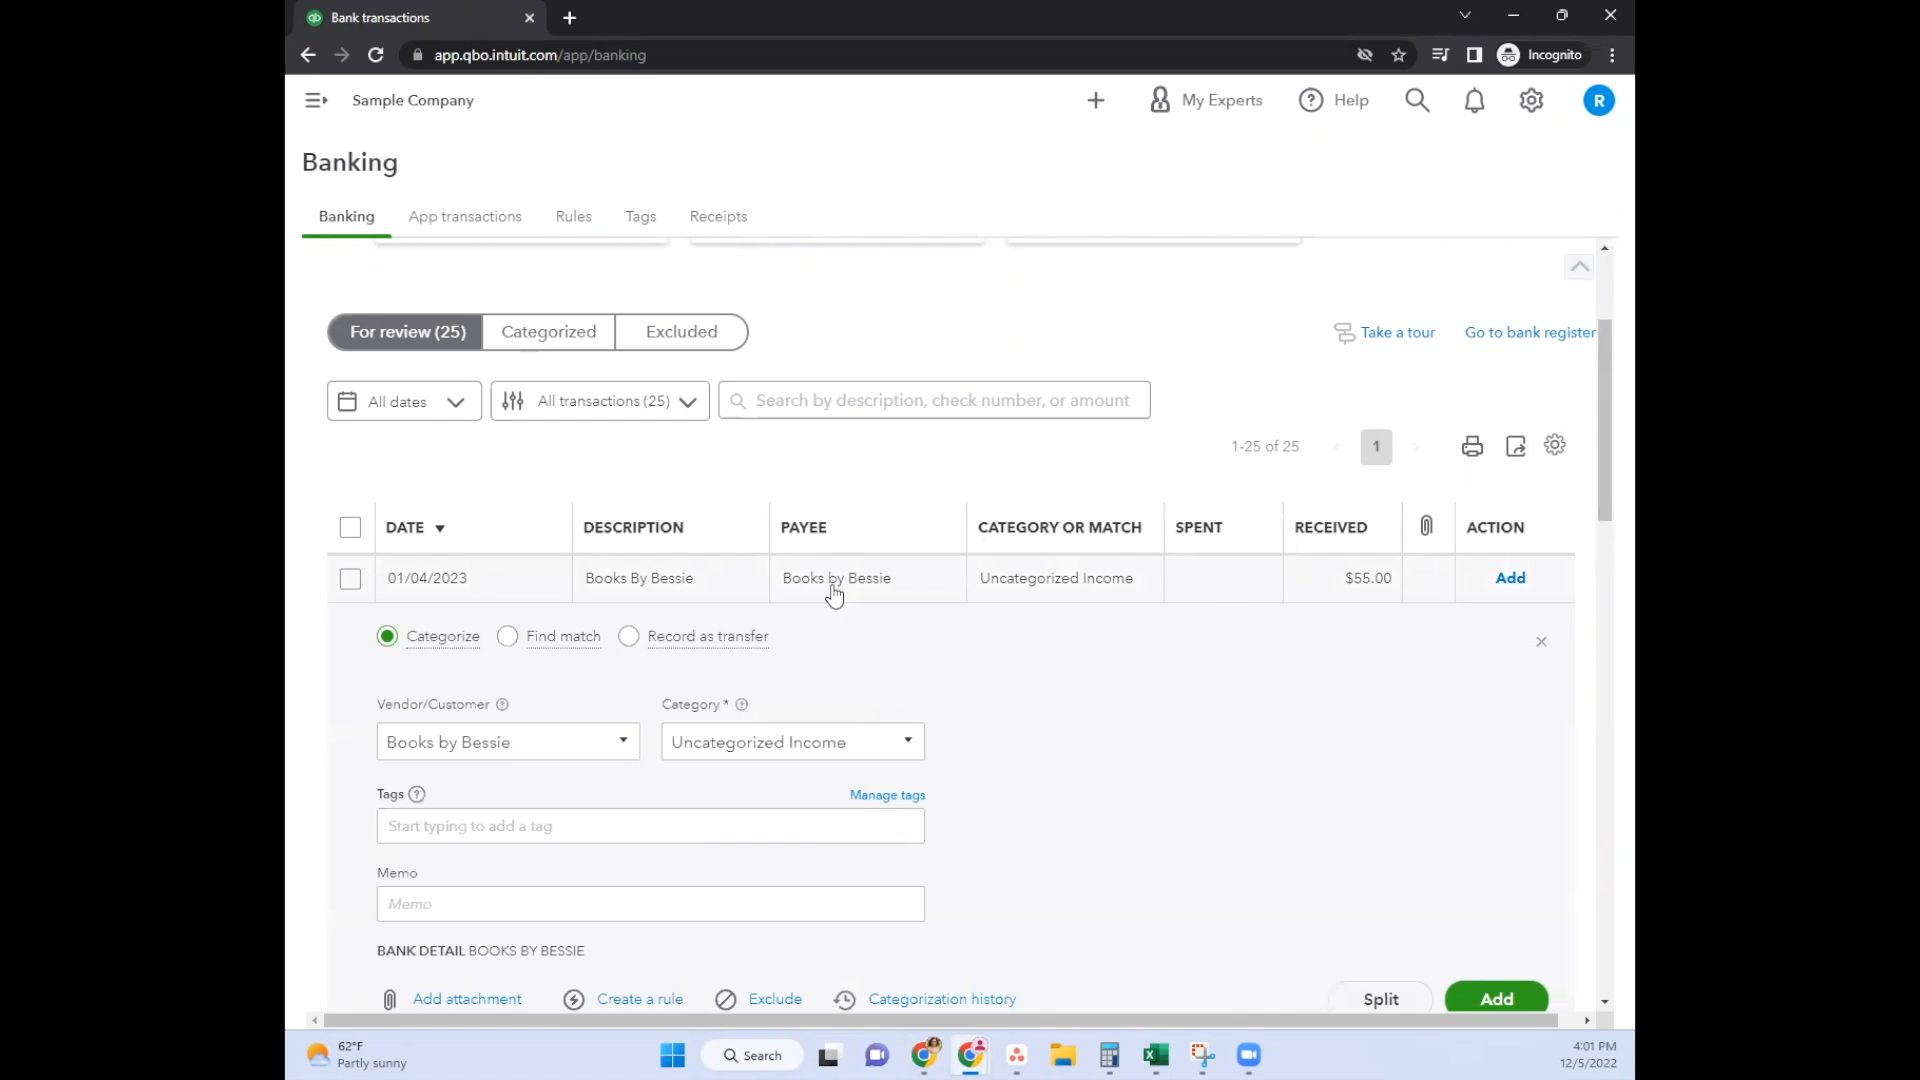 Bank transactions
app.qbo.intuit.com/app/banking
Incognito
Sample Company
My Experts
Help
R
Banking
Banking App transactions Rules Tags Receipts
For review (25) Categorized Excluded
Take a tour Go to bank register
All dates All transactions (25) Search by description, check number, or amount
1-25 of 25 1
DATE DESCRIPTION PAYEE CATEGORY OR MATCH SPENT RECEIVED ACTION
01/04/2023 Books By Bessie Books by Bessie Uncategorized Income $55.00 Add
Categorize Find match Record as transfer
Vendor/Customer Category *
Books by Bessie Uncategorized Income
Tags Manage tags
Start typing to add a tag
Memo
Memo
BANK DETAIL BOOKS BY BESSIE
Add attachment Create a rule Exclude Categorization history Split Add
62°F
Partly sunny
Search
4:01 PM
12/5/2022